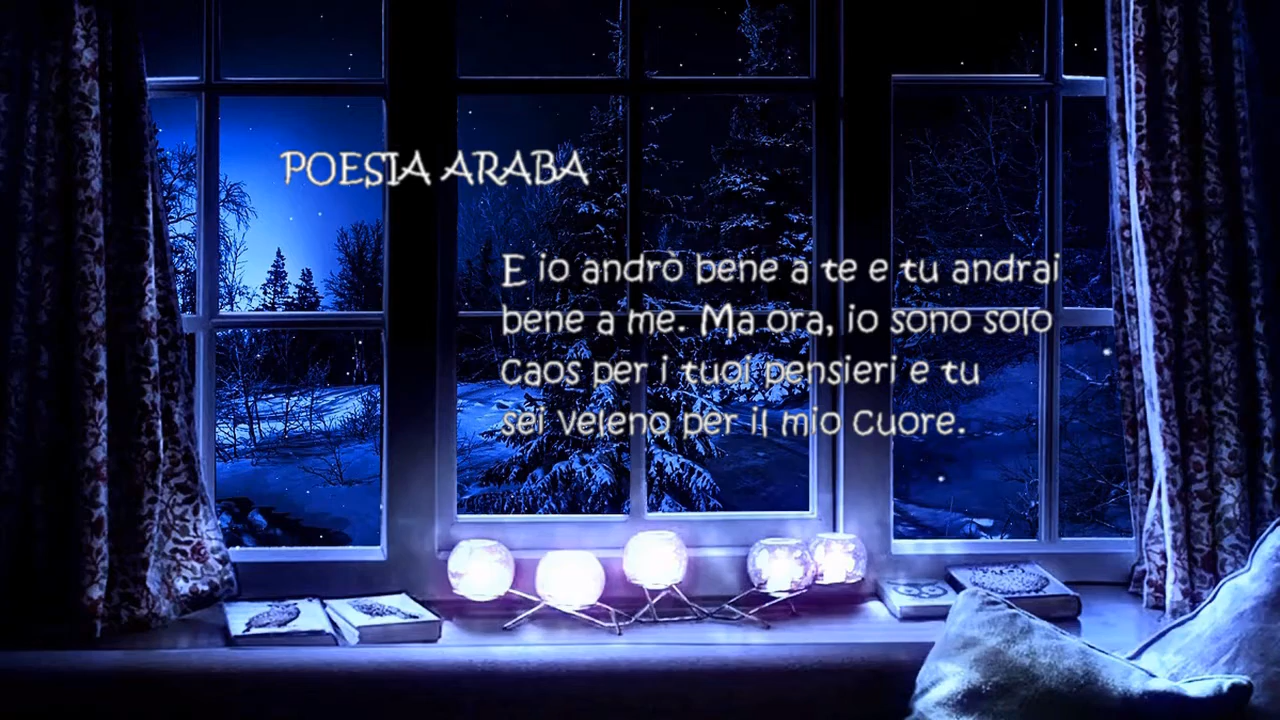 POESIA ARABA
E io andrò bene a te e tu andrai
bene a me. Ma ora, io sono solo
Caos per i tuoi pensieri e tu
sei Veleno per il mio Cuore.